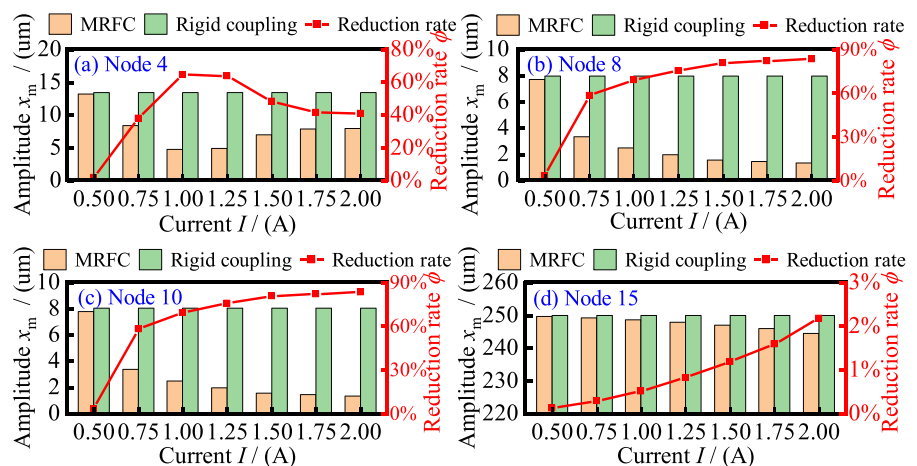 MRFC Rigid coupling Reduction rate
Amplitude xm / (um)
20
15
10
5
0
(a) Node 4
80%
60%
40%
20%
0%
Reduction rate ϕ
0.50 0.75 1.00 1.25 1.50 1.75 2.00
Current I / (A)
MRFC Rigid coupling Reduction rate
Amplitude xm / (um)
10
8
6
4
2
0
(b) Node 8
90%
60%
30%
0%
Reduction rate ϕ
0.50 0.75 1.00 1.25 1.50 1.75 2.00
Current I / (A)
MRFC Rigid coupling Reduction rate
Amplitude xm / (um)
10
8
6
4
2
0
(c) Node 10
90%
60%
30%
0%
Reduction rate ϕ
0.50 0.75 1.00 1.25 1.50 1.75 2.00
Current I / (A)
MRFC Rigid coupling Reduction rate
Amplitude xm / (um)
260
250
240
230
220
(d) Node 15
3%
2%
1%
0%
Reduction rate ϕ
0.50 0.75 1.00 1.25 1.50 1.75 2.00
Current I / (A)